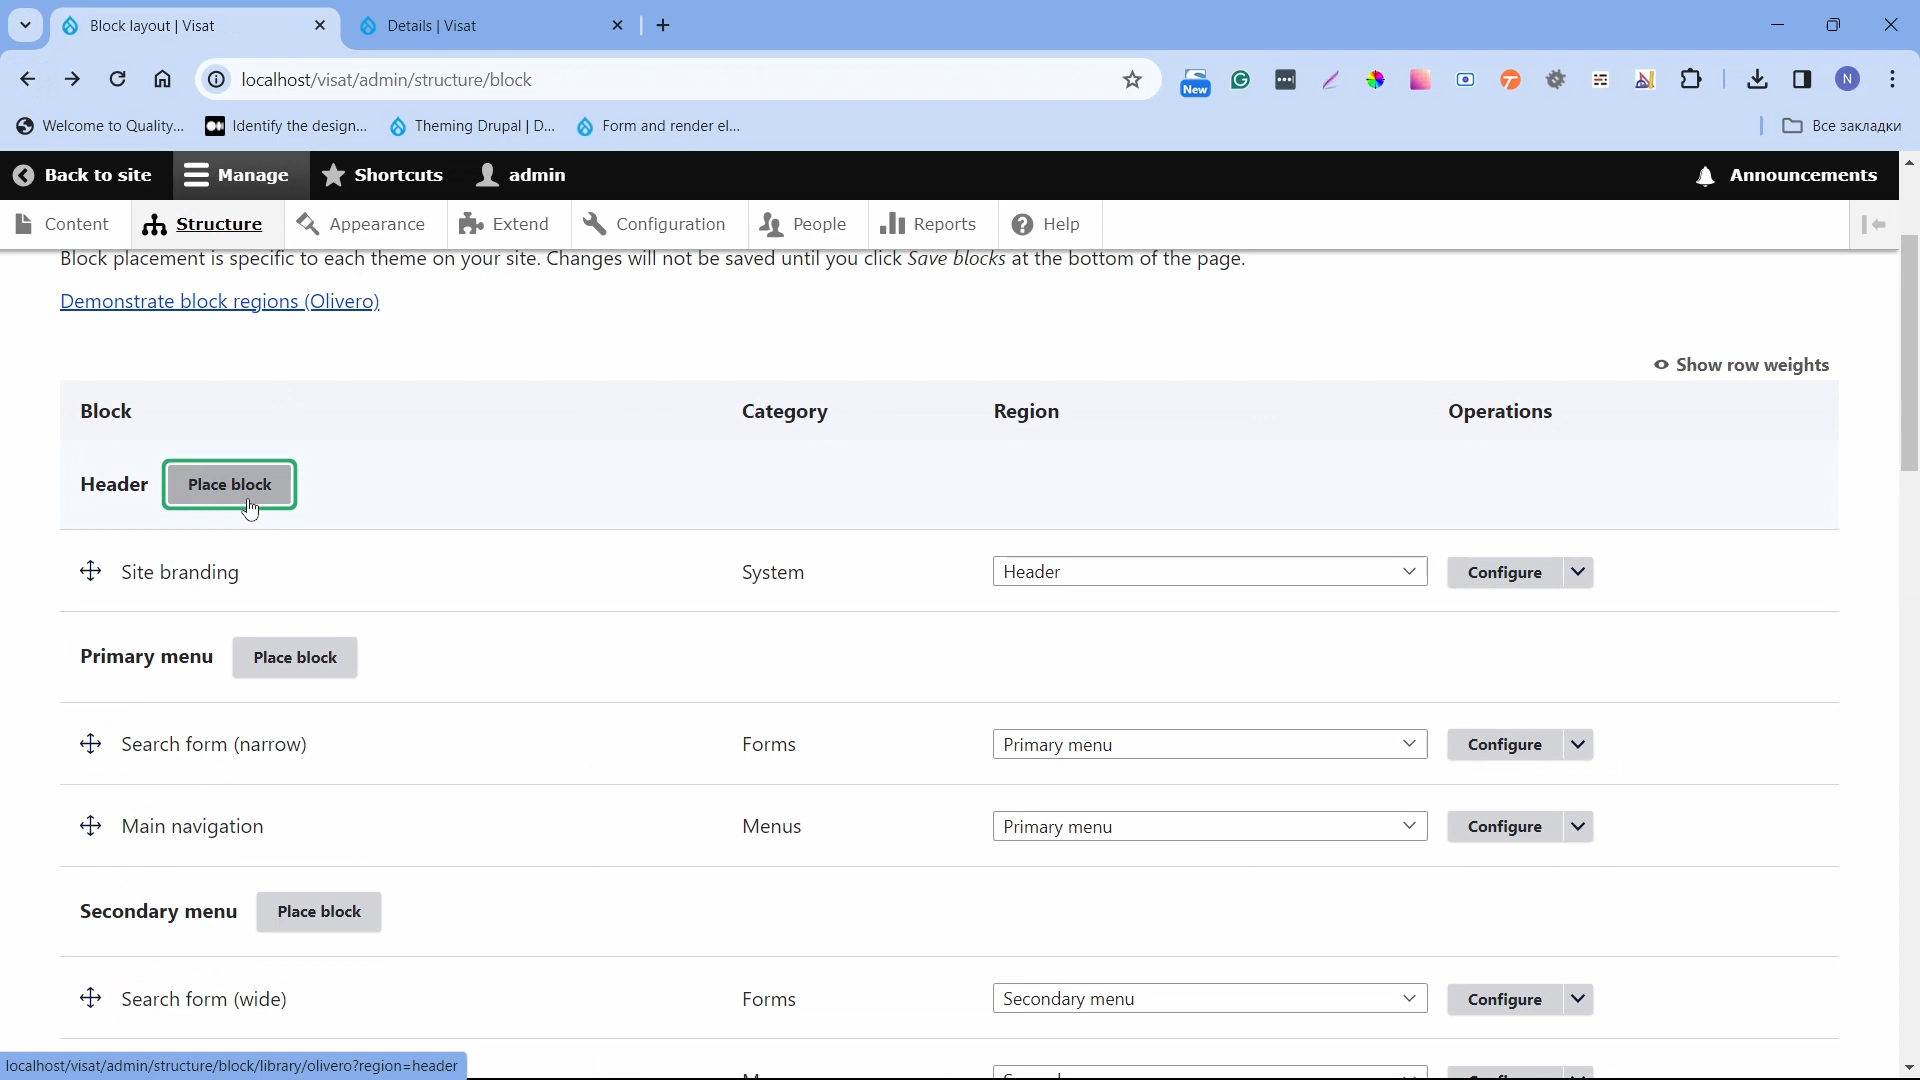 Block layout | Visat
Details | Visat
localhost/visat/admin/structure/block
New
N
Welcome to Quality...
Identify the design...
Theming Drupal | D...
Form and render el...
Все закладки
Back to site
Manage
Shortcuts
admin
Announcements
Content
Structure
Appearance
Extend
Configuration
People
Reports
Help
Block placement is specific to each theme on your site. Changes will not be saved until you click Save blocks at the bottom of the page.
Demonstrate block regions (Olivero)
Show row weights
Block Category Region Operations
Header Place block
Site branding System Header Configure
Primary menu Place block
Search form (narrow) Forms Primary menu Configure
Main navigation Menus Primary menu Configure
Secondary menu Place block
Search form (wide) Forms Secondary menu Configure
localhost/visat/admin/structure/block/library/olivero?region=header